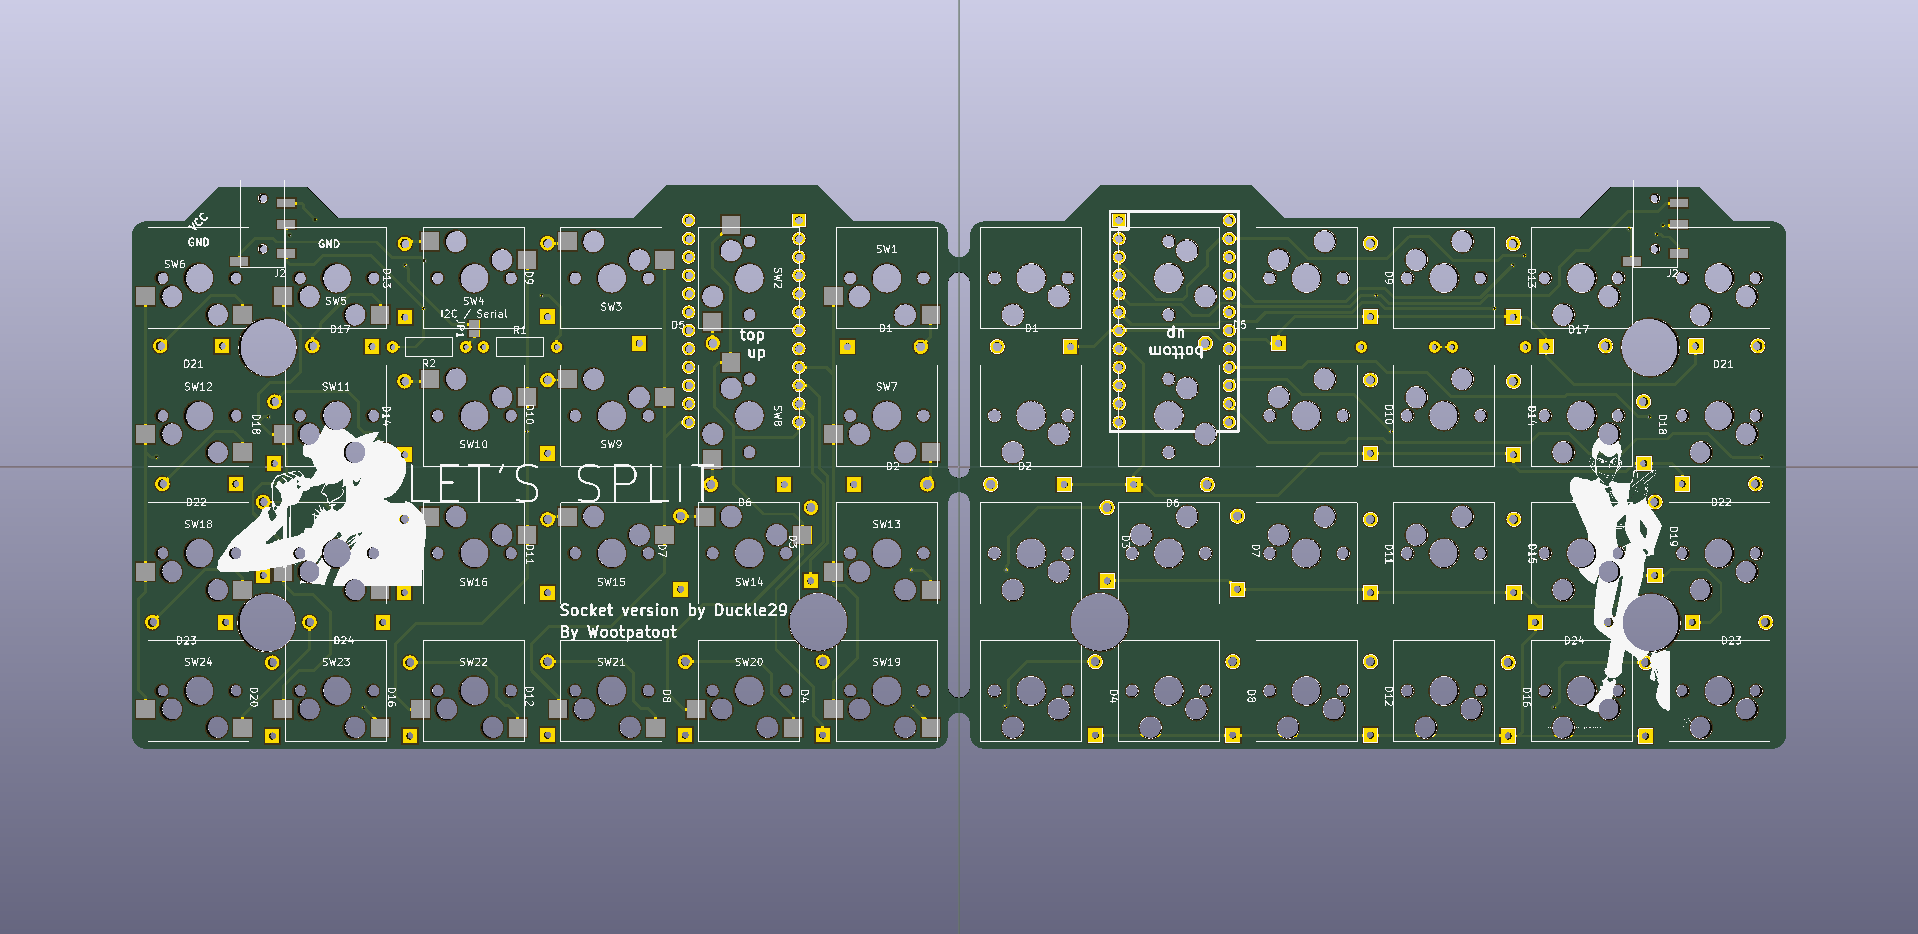 VCC
GND
GND
SW6
J2
SW5
D13
SW4
D9
SW3
SW2
SW1
I2C / Serial
JP1
R1
R2
D17
D21
D5
top
up
D1
SW12
SW11
D18
D14
SW10
D10
SW9
SW8
SW7
D2
LET'S SPLIT
D22
D6
SW18
SW16
D11
SW15
D7
SW14
D3
SW13
Socket version by Duckle29
By Wootpatoot
D23
D24
SW24
SW23
SW22
SW21
SW20
SW19
D20
D16
D12
D8
D4
D1
bottom
up
D5
D9
D13
J2
D17
D21
D2
D10
D14
D18
D6
D22
D3
D7
D11
D15
D19
D24
D23
D4
D8
D12
D16